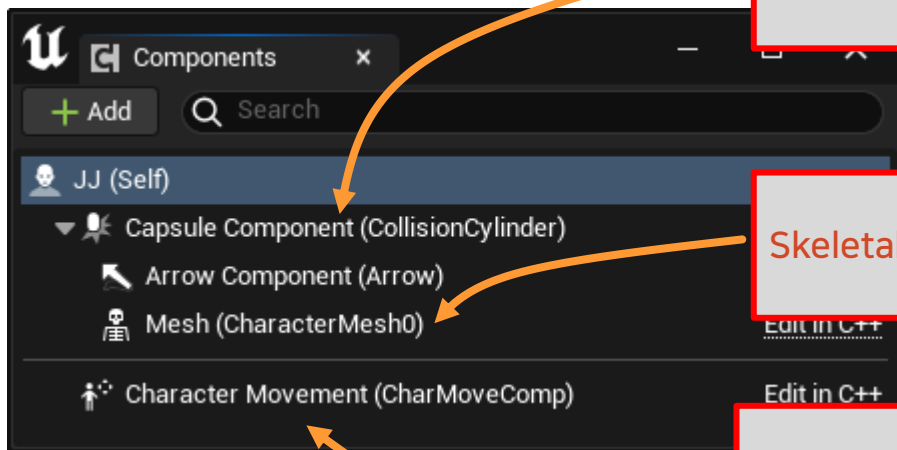 Components
Add
Search
JJ (Self)
Capsule Component (CollisionCylinder)
Arrow Component (Arrow)
Mesh (CharacterMesh0)
Edit in C++
Character Movement (CharMoveComp)
Edit in C++